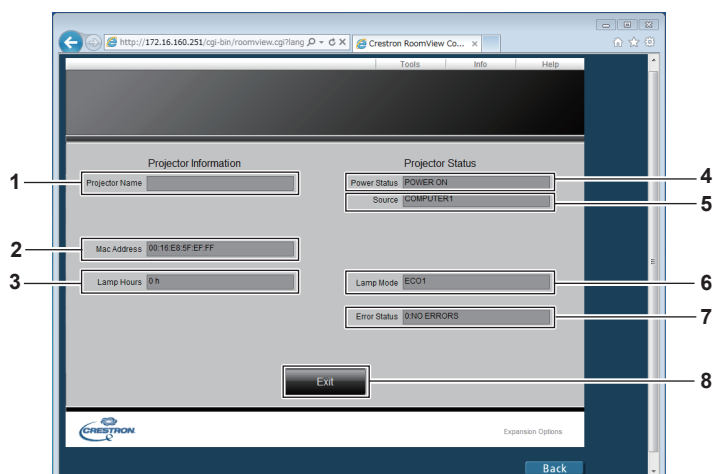 http://172.16.160.251/cgi-bin/roomview.cgi?lang
Crestron RoomView Co... ×
Tools Info Help
Projector Information
Projector Status
1 Projector Name
Power Status POWER ON 4
Source COMPUTER1 5
2 Mac Address 00:16:E8:5F:EF:FF
3 Lamp Hours 0 h
Lamp Mode ECO1 6
Error Status 0:NO ERRORS 7
Exit 8
CRESTRON
Expansion Options
Back